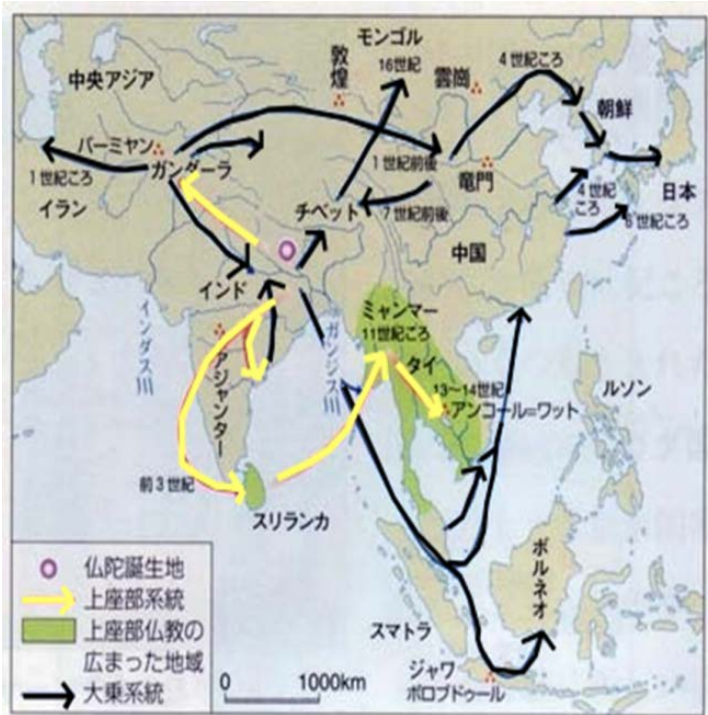 モンゴル
16世紀
4世紀ころ
敦煌
雲崗
中央アジア
朝鮮
バーミヤン
ガンダーラ
1世紀ころ
1世紀前後
竜門
イラン
チベット
7世紀前後
4世紀
ころ
日本
6世紀ころ
中国
インド
ミャンマー
11世紀ころ
インダス川
ガンジス川
アジャンター
タイ
13〜14世紀
アンコール=ワット
ルソン
前3世紀
スリランカ
ボルネオ
スマトラ
ジャワ
ボロブドゥール
仏陀誕生地
上座部系統
上座部仏教の
広まった地域
大乗系統
0 1000km